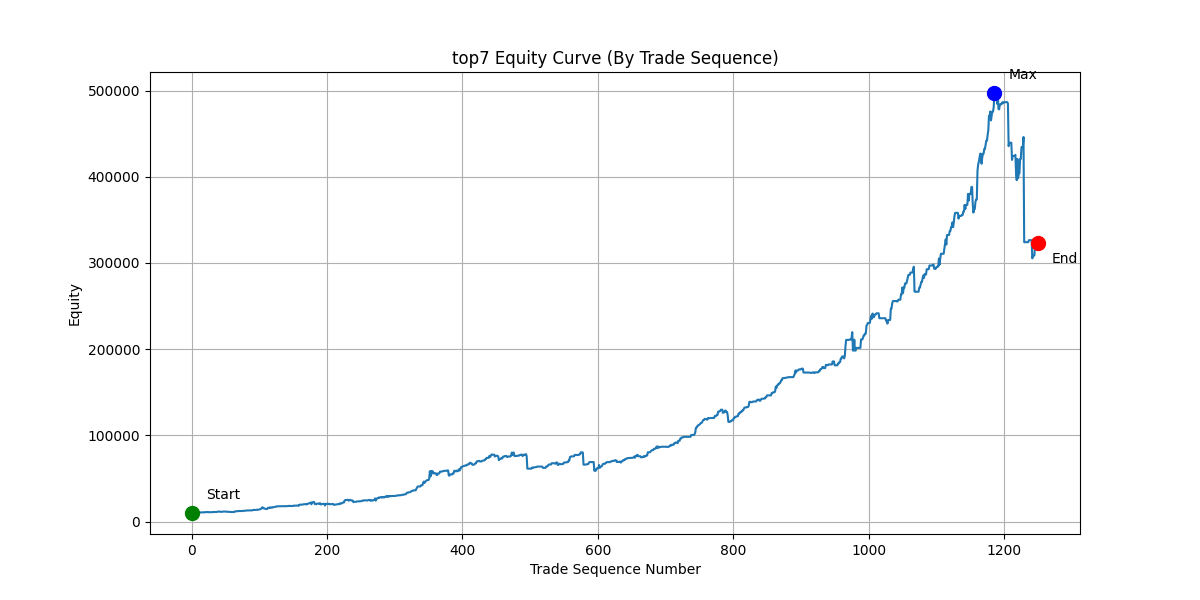 top7 Equity Curve (By Trade Sequence)
Max
500000
400000
300000
End
200000
100000
Start
0
Equity
0 200 400 600 800 1000 1200
Trade Sequence Number